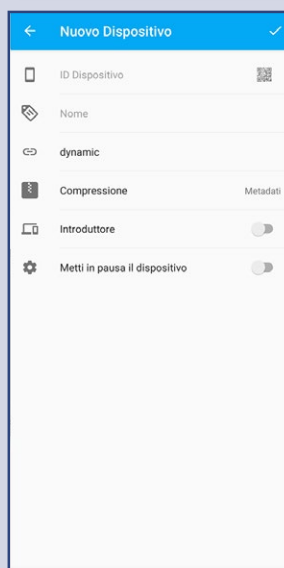 Nuovo Dispositivo
ID Dispositivo
Nome
dynamic
Compressione Metadati
Introduttore
Metti in pausa il dispositivo